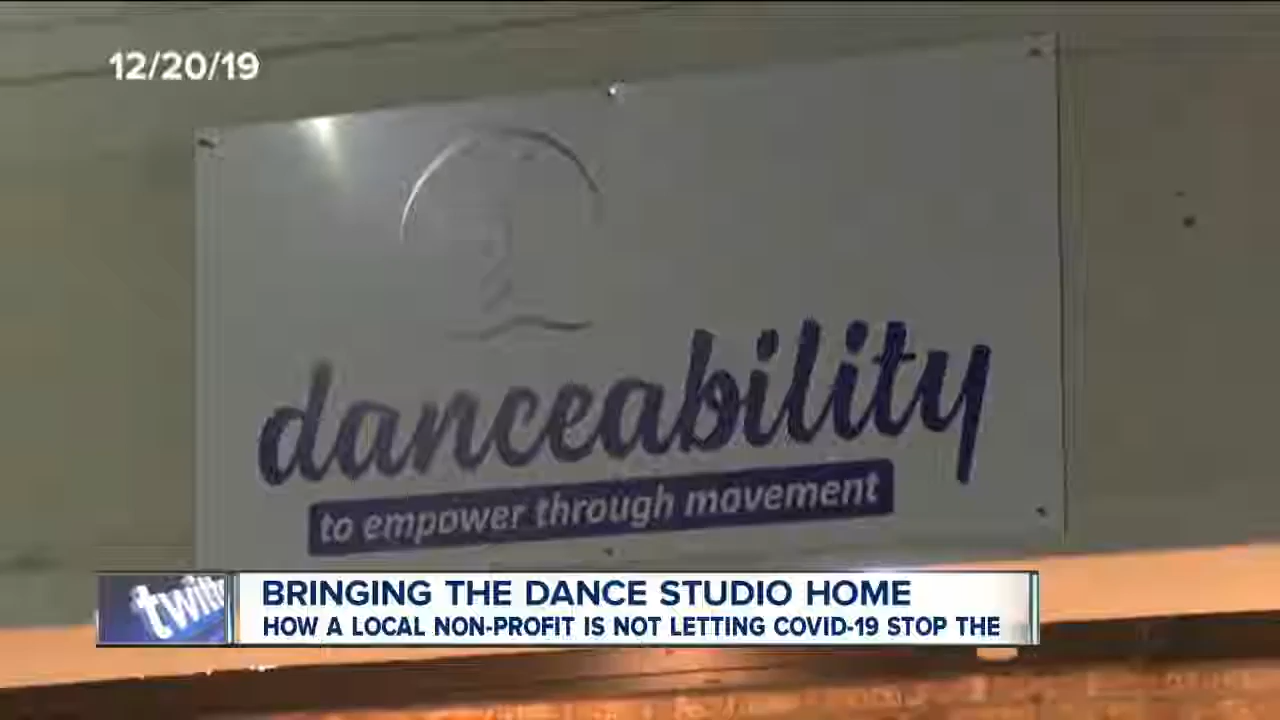 12/20/19
danceability
to empower through movement
twitt
BRINGING THE DANCE STUDIO HOME
HOW A LOCAL NON-PROFIT IS NOT LETTING COVID-19 STOP THE